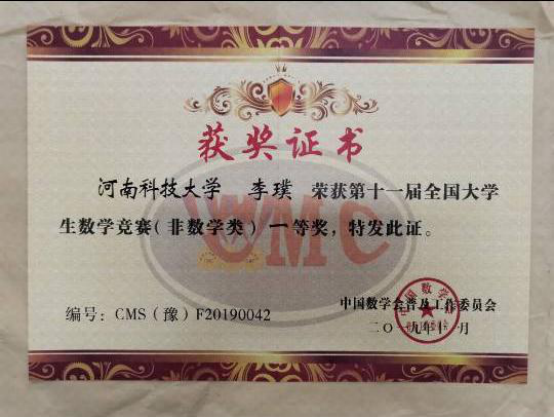 获奖证书
河南科技大学 李璞 荣获第十一届全国大学
生数学竞赛(非数学类)一等奖,特发此证。
CMC
编号:CMS(豫)F20190042
中国数学会普及工作委员会
二〇一九年十一月